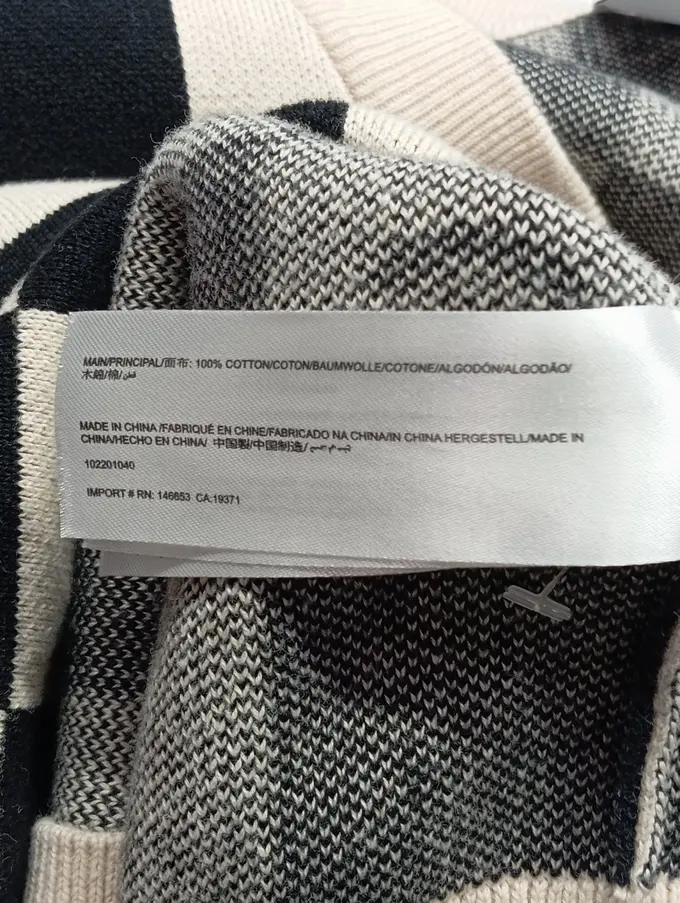 MAIN/PRINCIPAL/面布: 100% COTTON/COTON/BAUMWOLLE/COTONE/ALGODÓN/ALGODÃO/
木綿/棉/قطن
MADE IN CHINA /FABRIQUÉ EN CHINE/FABRICADO NA CHINA/IN CHINA HERGESTELL/MADE IN
CHINA/HECHO EN CHINA/ 中国製/中国制造/
102201040
IMPORT # RN: 146653 CA:19371